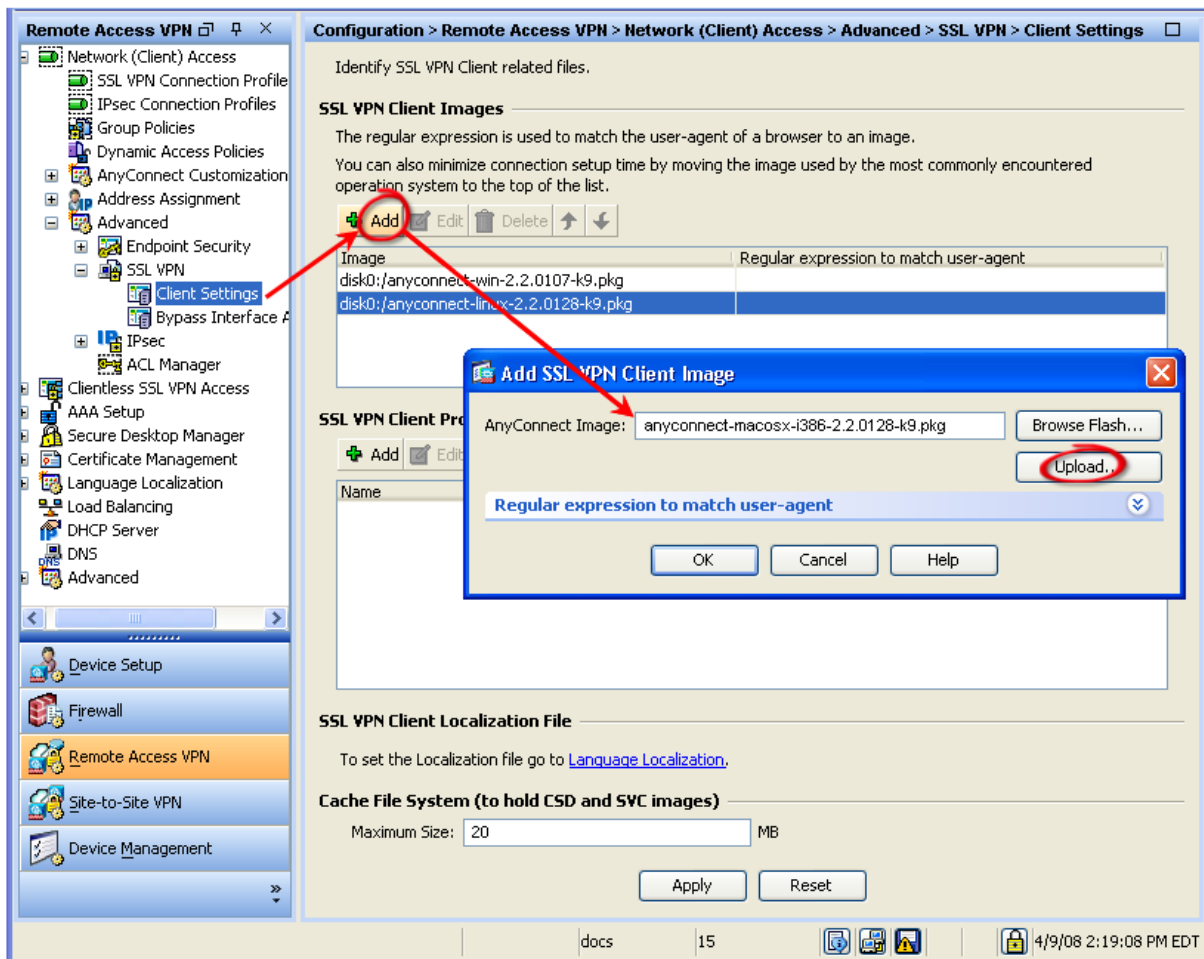 Remote Access VPN
Network (Client) Access
SSL VPN Connection Profile
IPsec Connection Profiles
Group Policies
Dynamic Access Policies
AnyConnect Customization
Address Assignment
Advanced
Endpoint Security
SSL VPN
Client Settings
Bypass Interface A
IPsec
ACL Manager
Clientless SSL VPN Access
AAA Setup
Secure Desktop Manager
Certificate Management
Language Localization
Load Balancing
DHCP Server
DNS
Advanced
Device Setup
Firewall
Remote Access VPN
Site-to-Site VPN
Device Management
Configuration > Remote Access VPN > Network (Client) Access > Advanced > SSL VPN > Client Settings
Identify SSL VPN Client related files.
SSL VPN Client Images
The regular expression is used to match the user-agent of a browser to an image.
You can also minimize connection setup time by moving the image used by the most commonly encountered
operation system to the top of the list.
Add Edit Delete
Image Regular expression to match user-agent
disk0:/anyconnect-win-2.2.0107-k9.pkg
disk0:/anyconnect-linux-2.2.0128-k9.pkg
Add SSL VPN Client Image
AnyConnect Image: anyconnect-macosx-i386-2.2.0128-k9.pkg Browse Flash...
Upload...
Regular expression to match user-agent
OK Cancel Help
SSL VPN Client Pro
Add Edit
Name
SSL VPN Client Localization File
To set the Localization file go to Language Localization.
Cache File System (to hold CSD and SVC images)
Maximum Size: 20 MB
Apply Reset
docs 15 4/9/08 2:19:08 PM EDT